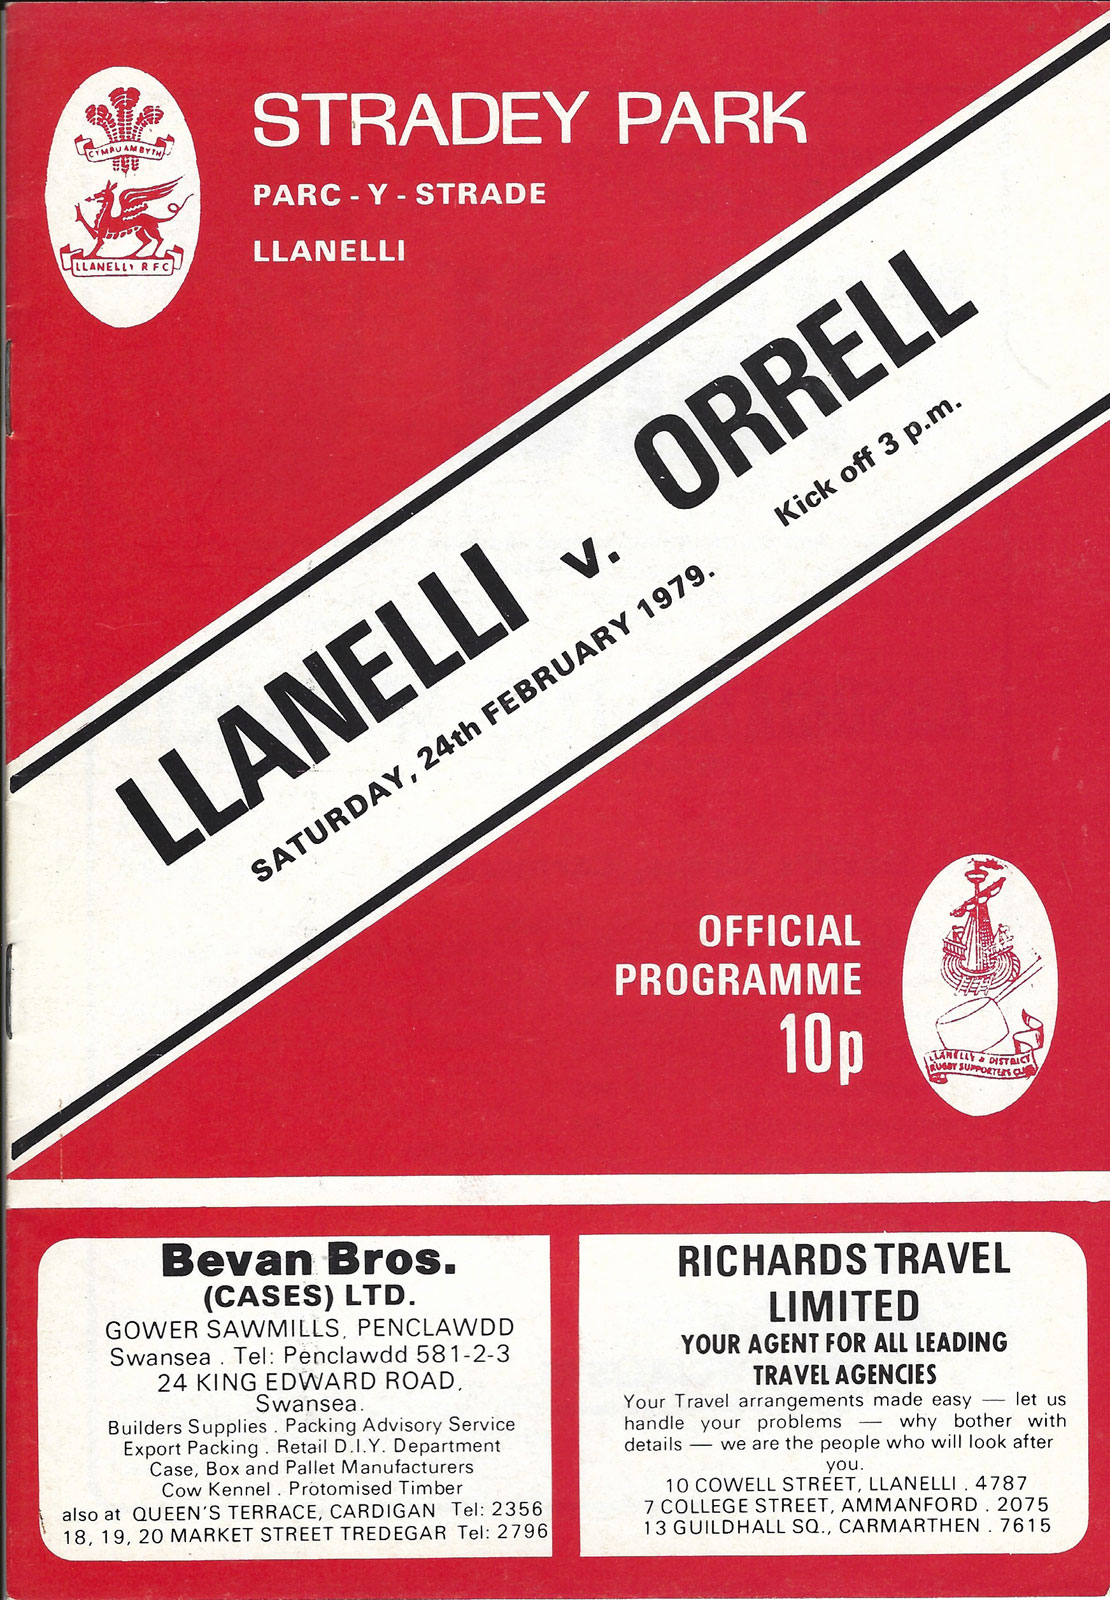 STRADEY PARK
PARC - Y - STRADE
LLANELLI
CYMRU AM BYTH
LLANELLY RFC
LLANELLI v. ORRELL
SATURDAY, 24th FEBRUARY 1979.
Kick off 3 p.m.
OFFICIAL
PROGRAMME
10p
LLANELLY & DISTRICT
RUGBY SUPPORTERS CLUB
Bevan Bros.
(CASES) LTD.
GOWER SAWMILLS, PENCLAWDD
Swansea . Tel: Penclawdd 581-2-3
24 KING EDWARD ROAD,
Swansea.
Builders Supplies . Packing Advisory Service
Export Packing . Retail D.I.Y. Department
Case, Box and Pallet Manufacturers
Cow Kennel . Protomised Timber
also at QUEEN'S TERRACE, CARDIGAN Tel: 2356
18, 19, 20 MARKET STREET TREDEGAR Tel: 2796
RICHARDS TRAVEL
LIMITED
YOUR AGENT FOR ALL LEADING
TRAVEL AGENCIES
Your Travel arrangements made easy — let us
handle your problems — why bother with
details — we are the people who will look after
you.
10 COWELL STREET, LLANELLI . 4787
7 COLLEGE STREET, AMMANFORD . 2075
13 GUILDHALL SQ., CARMARTHEN . 7615